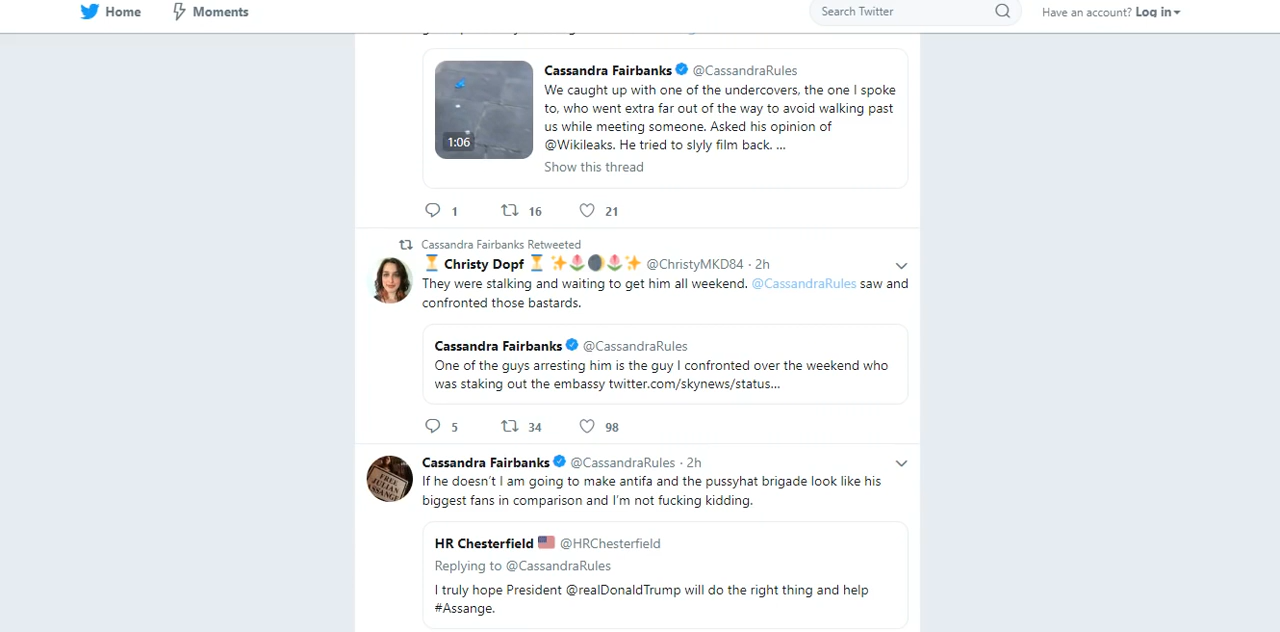 Home Moments Search Twitter Have an account? Log in
Cassandra Fairbanks @CassandraRules
We caught up with one of the undercovers, the one I spoke
to, who went extra far out of the way to avoid walking past
us while meeting someone. Asked his opinion of
@Wikileaks. He tried to slyly film back. ...
1:06
Show this thread
1 16 21
Cassandra Fairbanks Retweeted
Christy Dopf @ChristyMKD84 · 2h
They were stalking and waiting to get him all weekend. @CassandraRules saw and
confronted those bastards.
Cassandra Fairbanks @CassandraRules
One of the guys arresting him is the guy I confronted over the weekend who
was staking out the embassy twitter.com/skynews/status...
5 34 98
FREE
JULIAN
ASSANGE
Cassandra Fairbanks @CassandraRules · 2h
If he doesn't I am going to make antifa and the pussyhat brigade look like his
biggest fans in comparison and I'm not fucking kidding.
HR Chesterfield @HRChesterfield
Replying to @CassandraRules
I truly hope President @realDonaldTrump will do the right thing and help
#Assange.